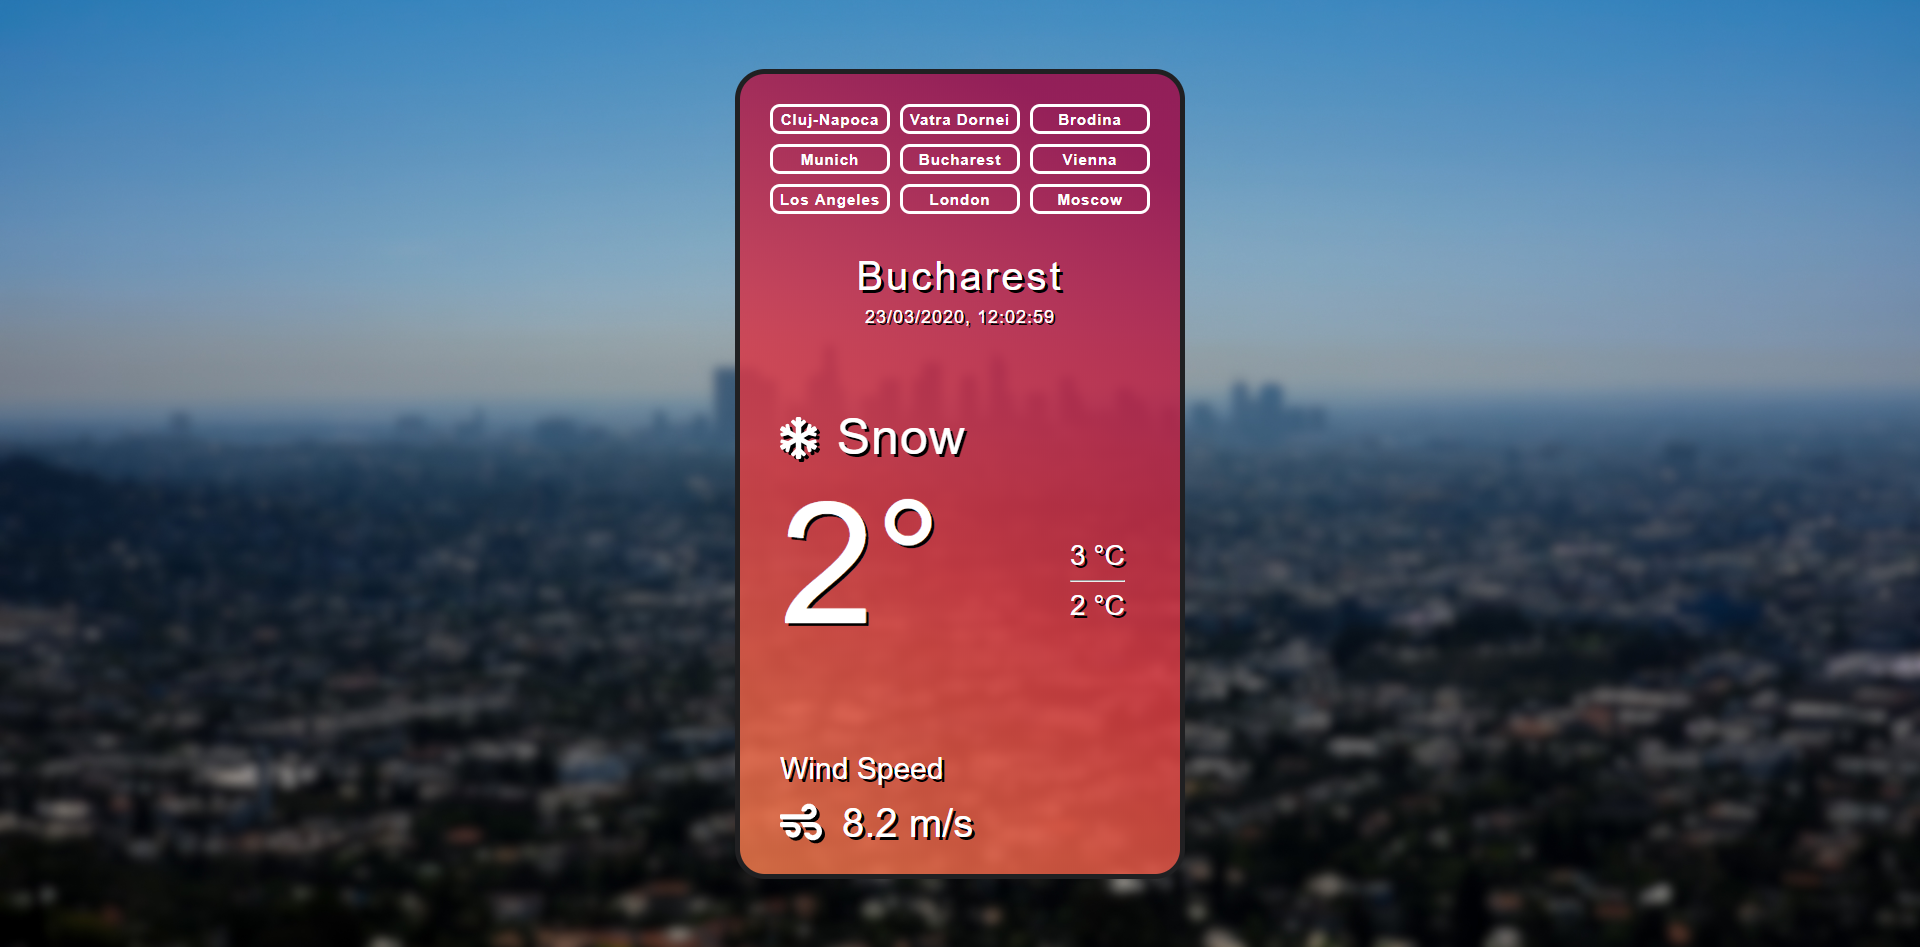 Cluj-Napoca Vatra Dornei Brodina
Munich Bucharest Vienna
Los Angeles London Moscow
Bucharest
23/03/2020, 12:02:59
Snow
2°
3 °C
2 °C
Wind Speed
8.2 m/s